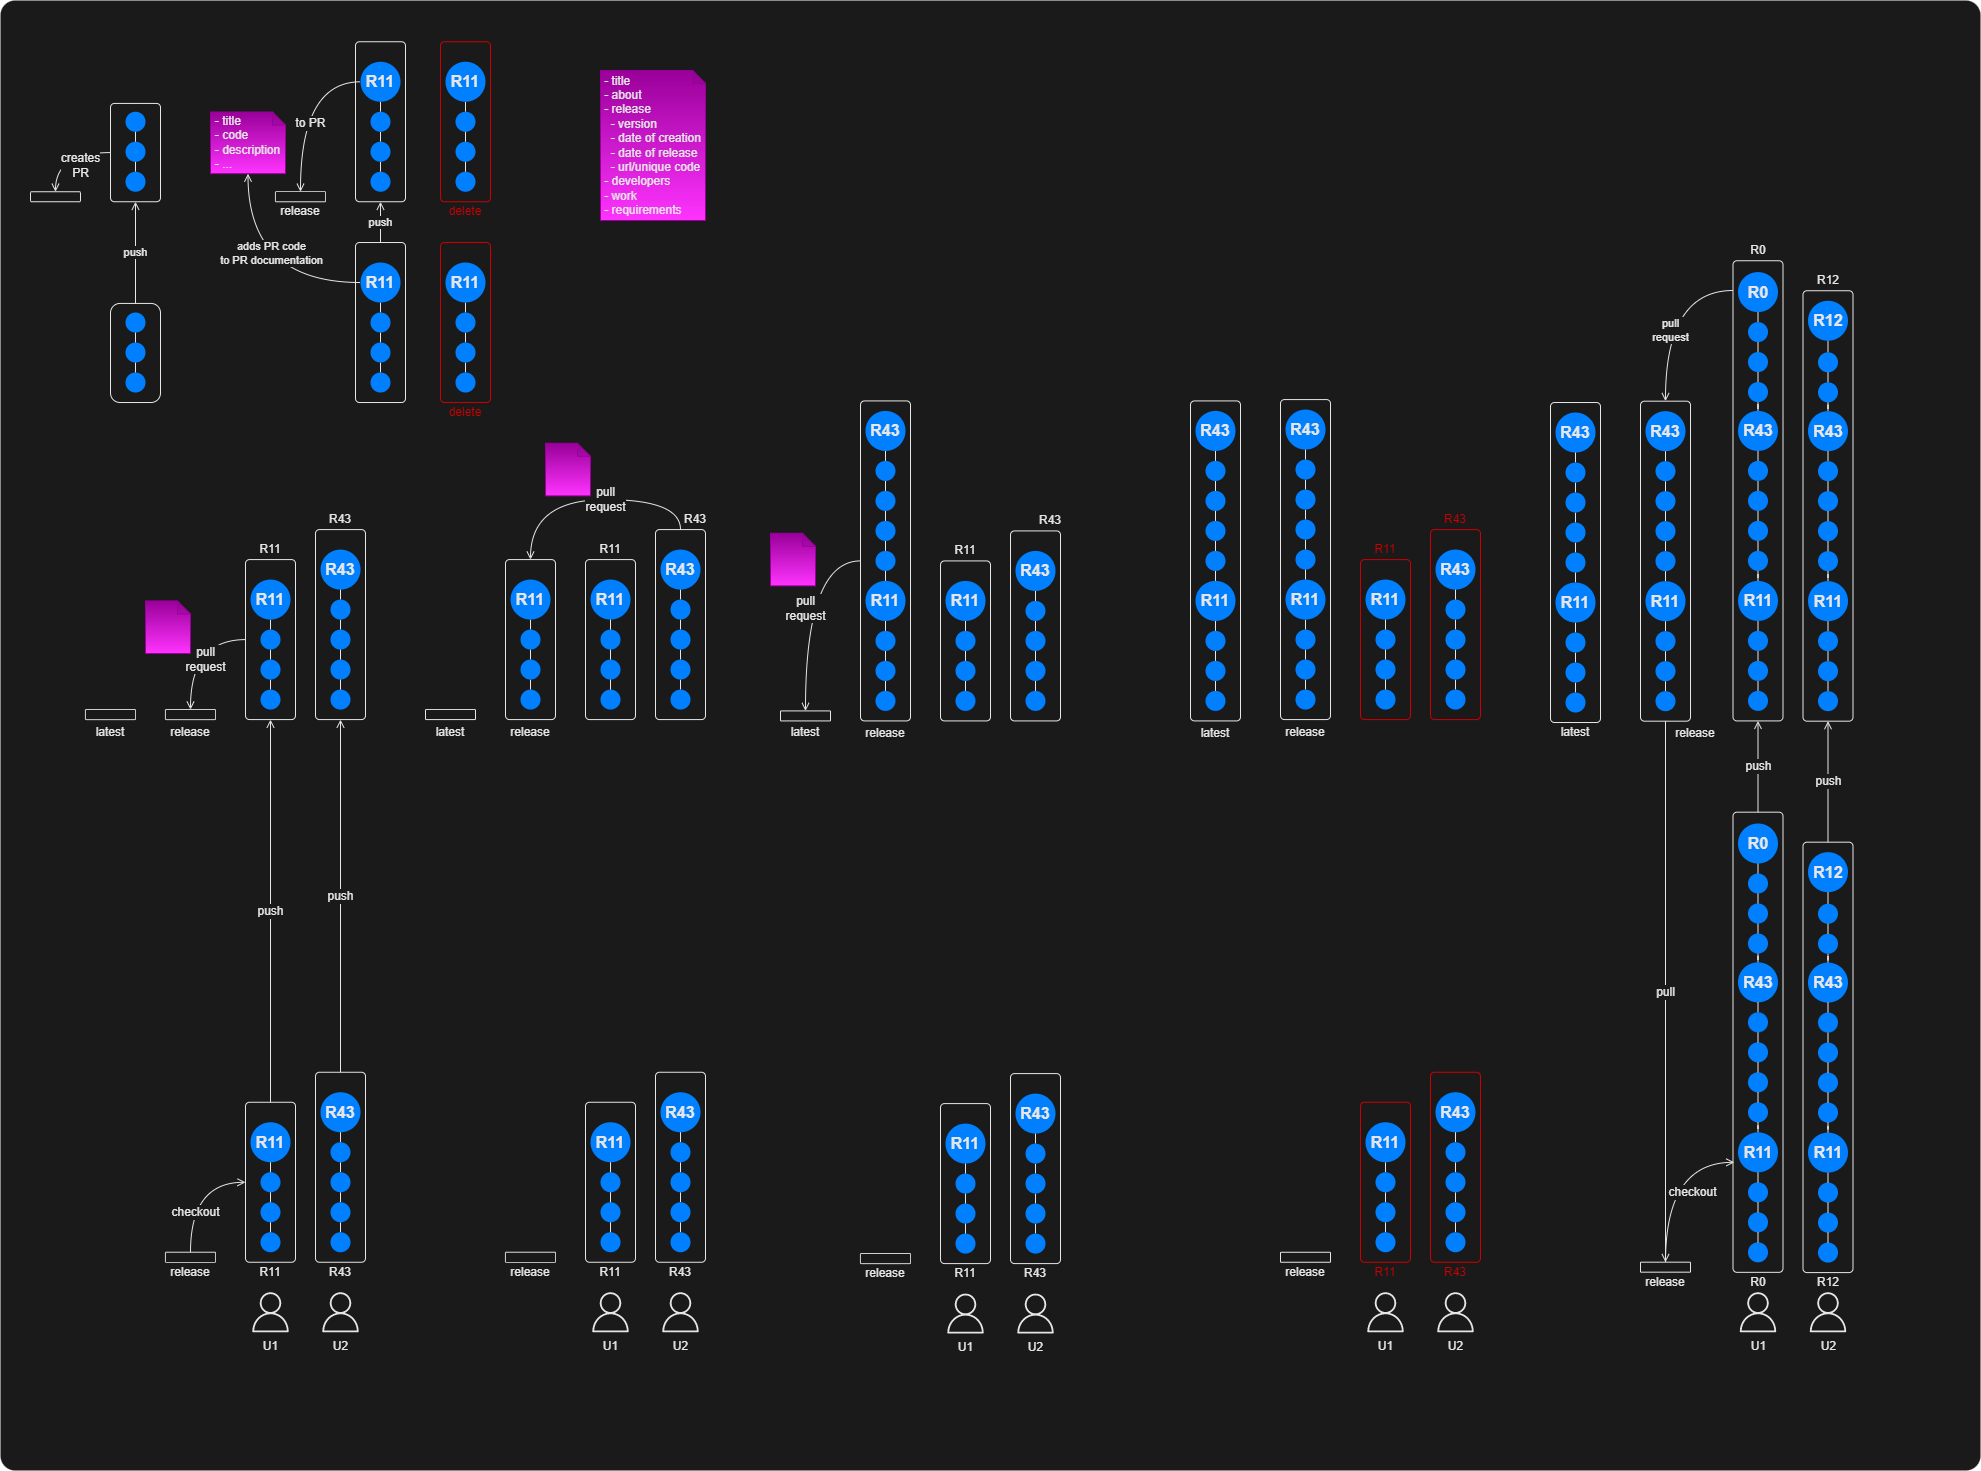 R11
R11
- title
- about
- release
- version
- date of creation
- date of release
- url/unique code
- developers
- work
- requirements
- title
- code
- description
- ...
to PR
creates
PR
release
delete
push
adds PR code
to PR documentation
push
R11
R11
delete
R0
R12
R0
R12
pull
request
R43
R43
R43
R43
R43
R43
R43
pull
request
R43
R11
R43
R11
R43
R11
R43
R11
R43
R43
R43
R11
R11
R11
R11
R11
R43
R11
R11
R43
R11
R11
R11
R11
R11
pull
request
pull
request
latest
release
latest
release
latest
release
latest
release
latest
release
push
push
R0
R12
push
push
pull
R43
R43
R43
R43
R43
R43
R11
R11
R11
R11
R11
R11
checkout
checkout
release
R11
R43
release
R11
R43
release
R11
R43
release
R11
R43
release
R0
R12
U1
U2
U1
U2
U1
U2
U1
U2
U1
U2